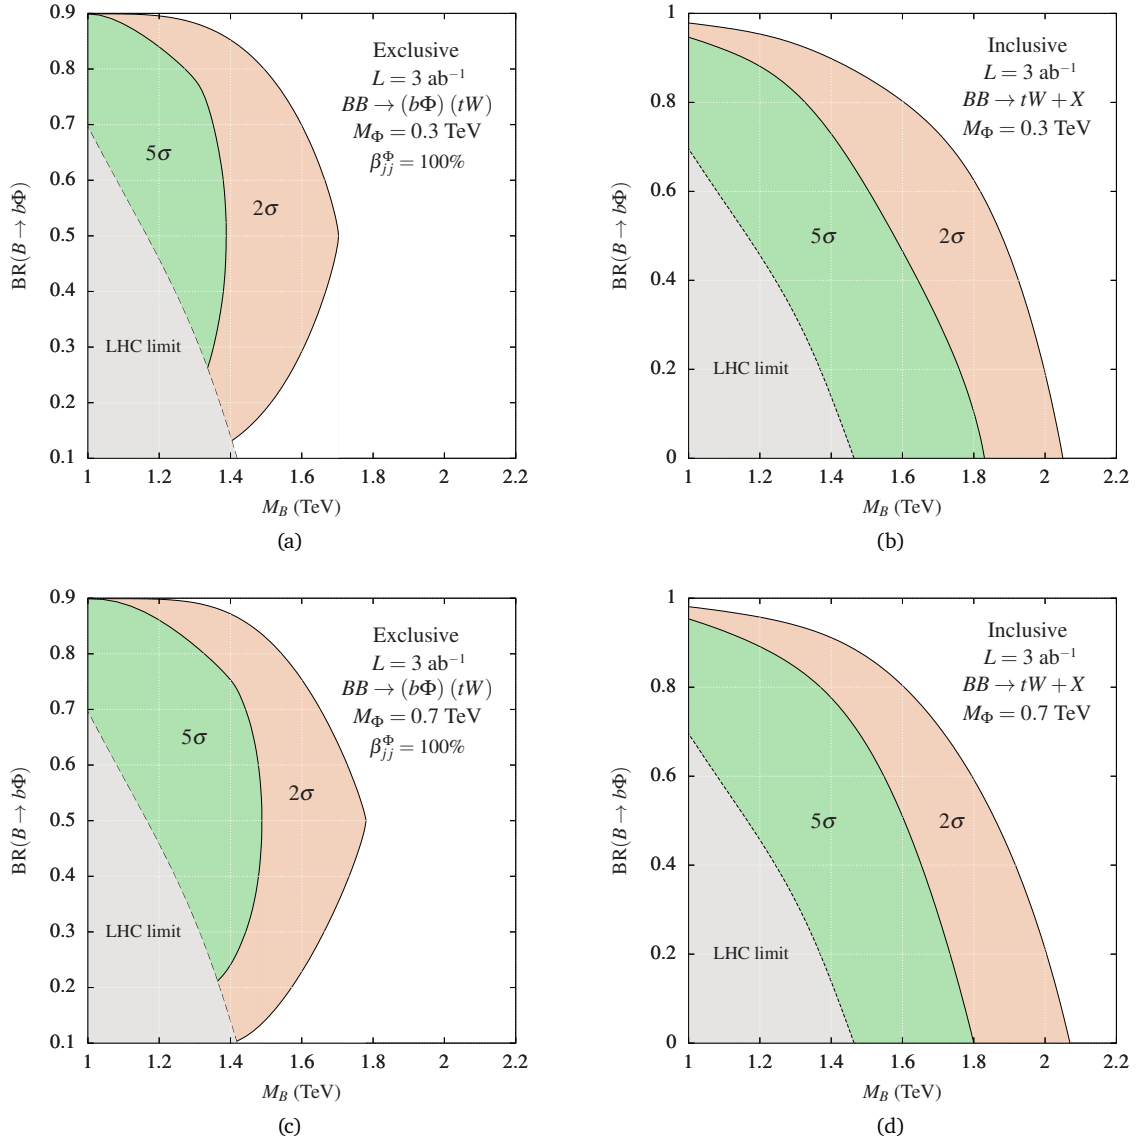 0.9
0.8
0.7
0.6
0.5
0.4
0.3
0.2
0.1
BR(B → bΦ)
1
1.2
1.4
1.6
1.8
2
2.2
M_B (TeV)
Exclusive
L = 3 ab⁻¹
BB → (bΦ) (tW)
M_Φ = 0.3 TeV
β^Φ_jj = 100%
5σ
2σ
LHC limit
(a)
1
0.8
0.6
0.4
0.2
0
BR(B → bΦ)
1
1.2
1.4
1.6
1.8
2
2.2
M_B (TeV)
Inclusive
L = 3 ab⁻¹
BB → tW + X
M_Φ = 0.3 TeV
5σ
2σ
LHC limit
(b)
0.9
0.8
0.7
0.6
0.5
0.4
0.3
0.2
0.1
BR(B → bΦ)
1
1.2
1.4
1.6
1.8
2
2.2
M_B (TeV)
Exclusive
L = 3 ab⁻¹
BB → (bΦ) (tW)
M_Φ = 0.7 TeV
β^Φ_jj = 100%
5σ
2σ
LHC limit
(c)
1
0.8
0.6
0.4
0.2
0
BR(B → bΦ)
1
1.2
1.4
1.6
1.8
2
2.2
M_B (TeV)
Inclusive
L = 3 ab⁻¹
BB → tW + X
M_Φ = 0.7 TeV
5σ
2σ
LHC limit
(d)